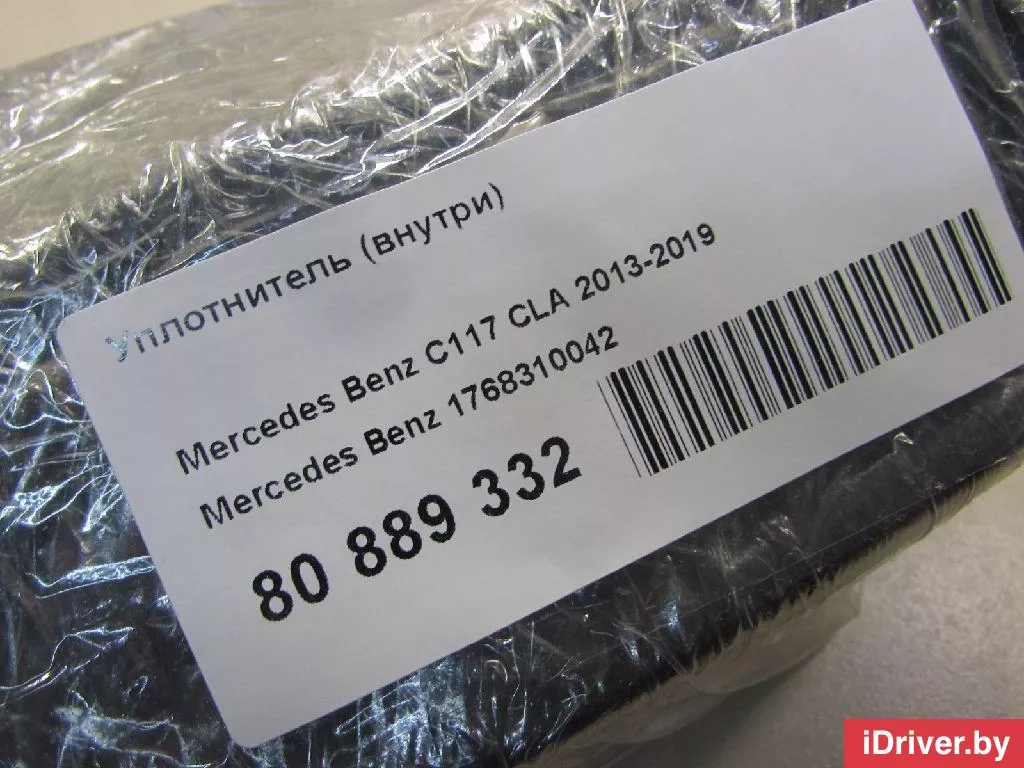 Уплотнитель (внутри)
Mercedes Benz C117 CLA 2013-2019
Mercedes Benz 1768310042
80 889 332
iDriver.by